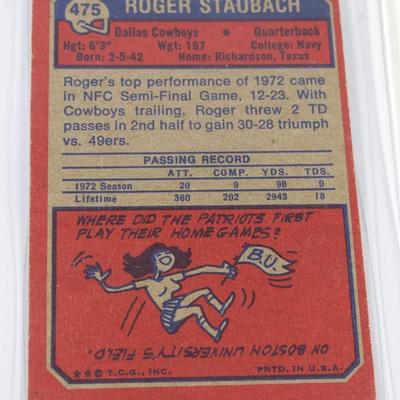 475
ROGER STAUBACH
Dallas Cowboys • Quarterback
Hgt: 6'3" Wgt: 197 College: Navy
Born: 2-5-42 Home: Richardson, Texas
Roger's top performance of 1972 came
in NFC Semi-Final Game, 12-23. With
Cowboys trailing, Roger threw 2 TD
passes in 2nd half to gain 30-28 triumph
vs. 49ers.
PASSING RECORD
ATT. COMP. YDS. TDS.
1972 Season 20 9 98 0
Lifetime 360 202 2943 18
WHERE DID THE PATRIOTS FIRST
PLAY THEIR HOME GAMES?
B.U.
ON BOSTON UNIVERSITY'S FIELD.
© T.C.G., INC. PRTD. IN U.S.A.